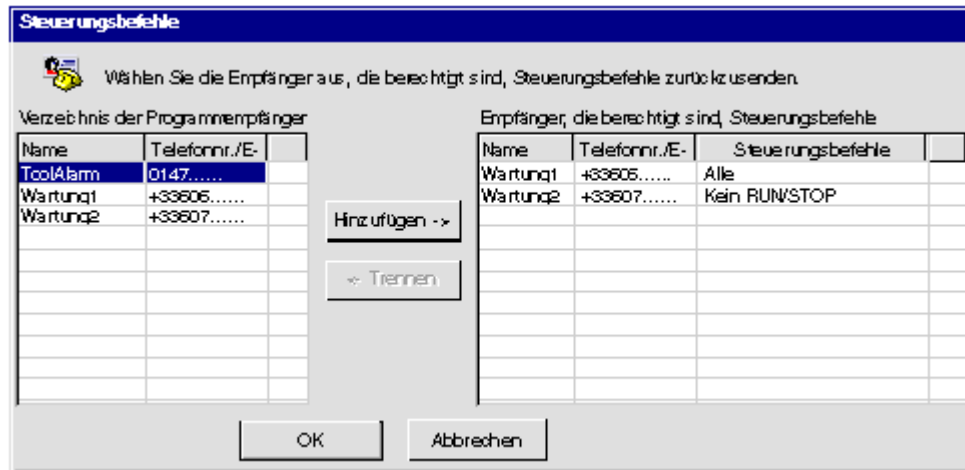 Steuerungsbefehle
Wählen Sie die Empfänger aus, die berechtigt sind, Steuerungsbefehle zurückzusenden.
Verzeichnis der Programmempfänger
Name Telefonnr./E-
ToolAlarm 0147......
Wartung1 +33606......
Wartung2 +33607......
Hinzufügen ->
<- Trennen
Empfänger, die berechtigt sind, Steuerungsbefehle
Name Telefonnr./E- Steuerungsbefehle
Wartung1 +33606...... Alle
Wartung2 +33607...... Kein RUN/STOP
OK Abbrechen